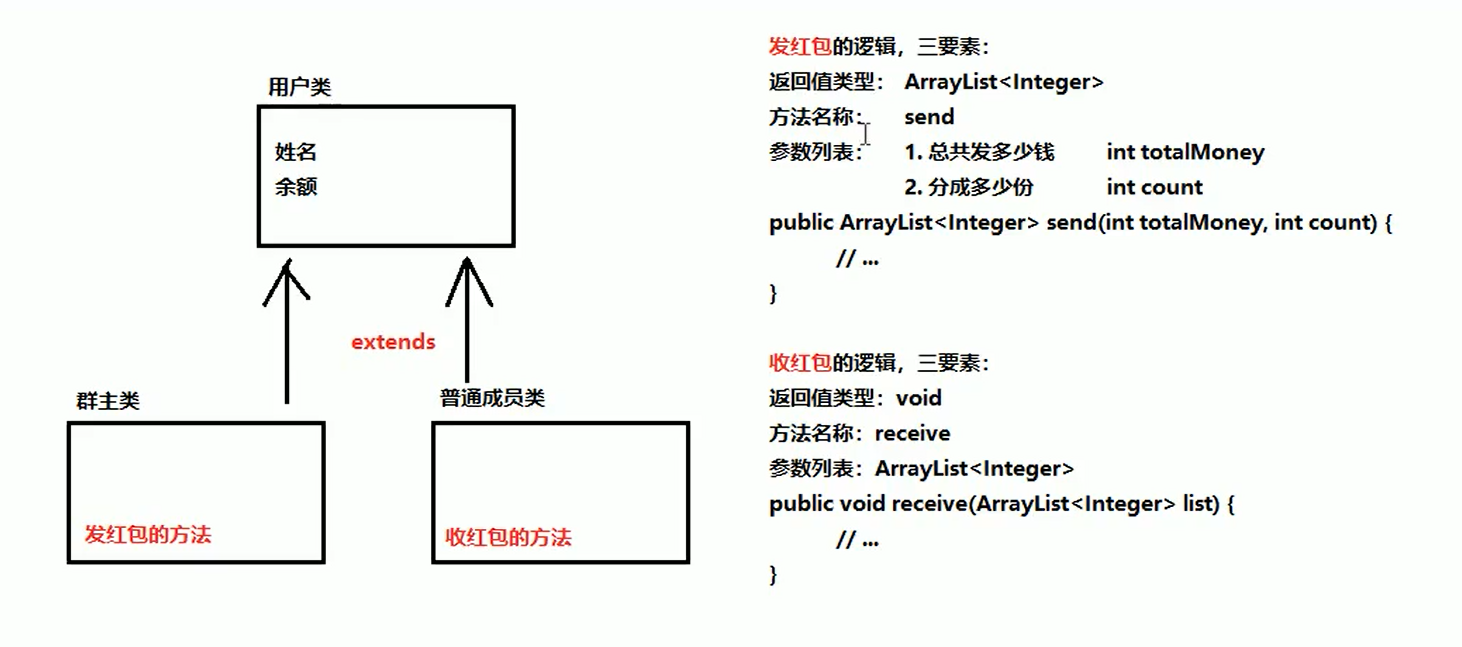 用户类
姓名
余额
extends
群主类
普通成员类
发红包的方法
收红包的方法
发红包的逻辑，三要素：
返回值类型： ArrayList<Integer>
方法名称： send
参数列表： 1. 总共发多少钱 int totalMoney
2. 分成多少份 int count
public ArrayList<Integer> send(int totalMoney, int count) {
// ...
}
收红包的逻辑，三要素：
返回值类型：void
方法名称：receive
参数列表：ArrayList<Integer>
public void receive(ArrayList<Integer> list) {
// ...
}